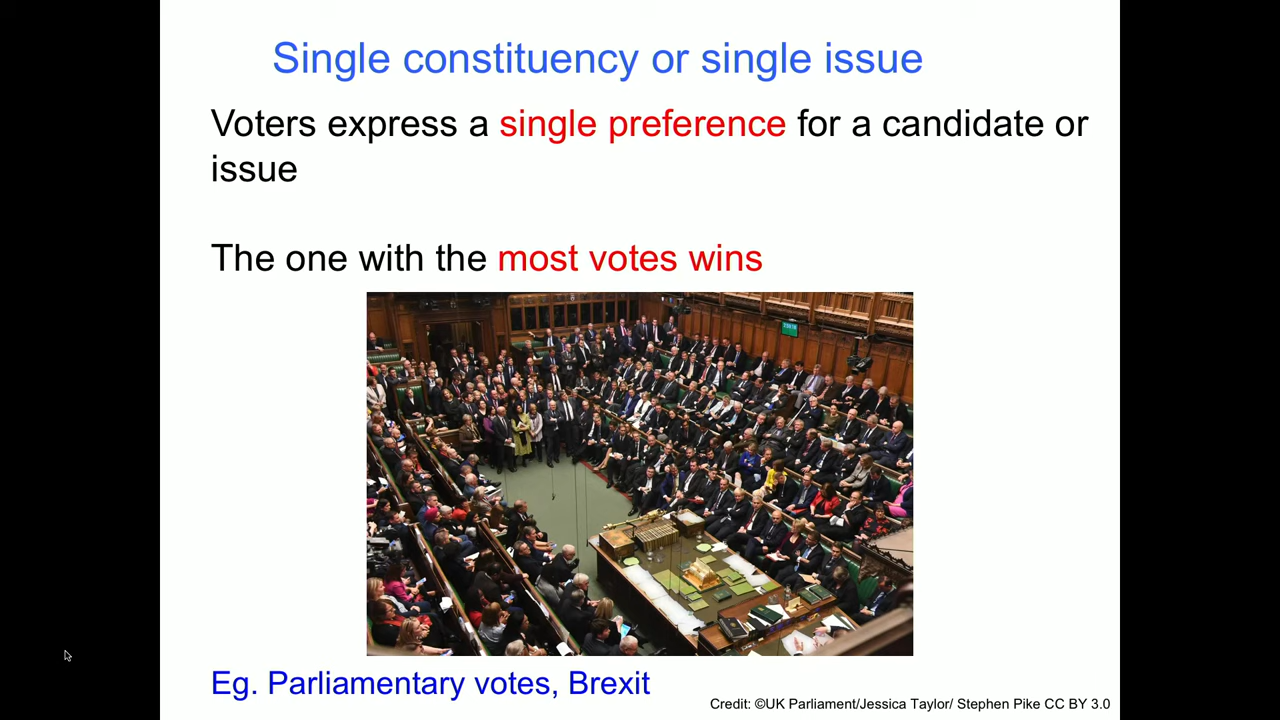 Single constituency or single issue
Voters express a single preference for a candidate or
issue
The one with the most votes wins
Eg. Parliamentary votes, Brexit
Credit: ©UK Parliament/Jessica Taylor/ Stephen Pike CC BY 3.0